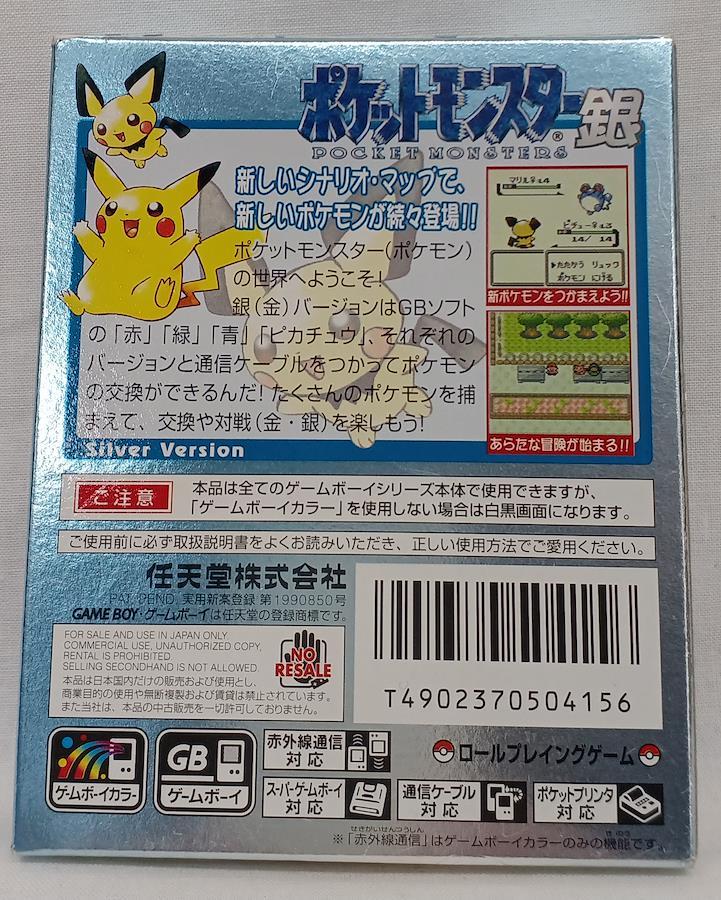 ポケットモンスター銀
POCKET MONSTERS®
新しいシナリオ・マップで、
新しいポケモンが続々登場!!
ポケットモンスター(ポケモン)
の世界へようこそ!
銀(金)バージョンはGBソフト
の「赤」「緑」「青」「ピカチュウ」、それぞれの
バージョンと通信ケーブルをつかってポケモン
の交換ができるんだ! たくさんのポケモンを捕
まえて、交換や対戦(金・銀)を楽しもう!
Silver Version
マリル
ピチュー
14/ 14
▶たたかう リュック
ポケモン にげる
新ポケモンをつかまえよう!!
あらたな冒険が始まる!!
ご注意
本品は全てのゲームボーイシリーズ本体で使用できますが、
「ゲームボーイカラー」を使用しない場合は白黒画面になります。
ご使用前に必ず取扱説明書をよくお読みいただき、正しい使用方法でご愛用ください。
任天堂株式会社
PAT. PEND. 実用新案登録 第1990850号
GAME BOY・ゲームボーイは任天堂の登録商標です。
FOR SALE AND USE IN JAPAN ONLY.
COMMERCIAL USE, UNAUTHORIZED COPY,
RENTAL IS PROHIBITED
SELLING SECONDHAND IS NOT ALLOWED.
本品は日本国内だけの販売および使用とし、
商業目的の使用や無断複製および賃貸は禁止されています。
また当社は、本品の中古販売を一切許可しておりません。
NO
RESALE
T4902370504156
ゲームボーイカラー
GB
ゲームボーイ
赤外線通信
対応
スーパーゲームボーイ
対応
ロールプレイングゲーム
通信ケーブル
対応
ポケットプリンタ
対応
せきがいせんつうしん
きのう
※「赤外線通信」はゲームボーイカラーのみの機能です。